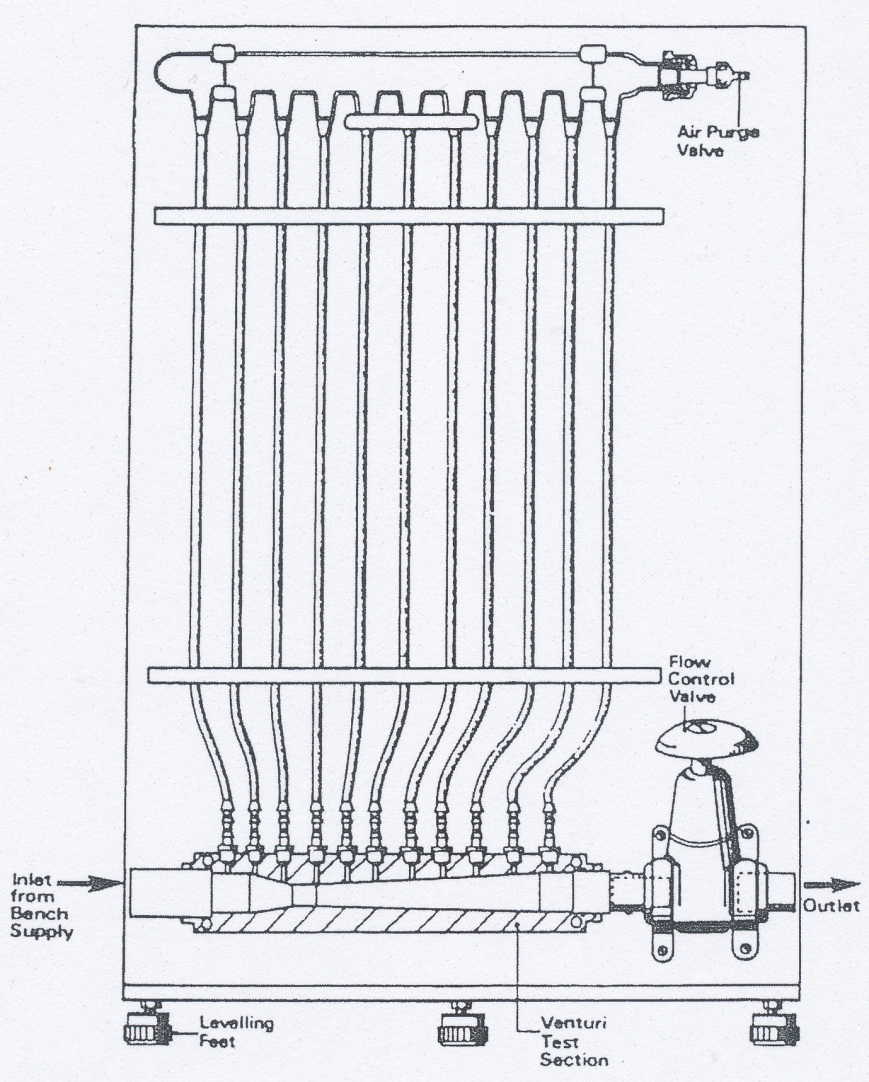 Air Purge
Valve
Flow
Control
Valve
Inlet
from
Bench
Supply
Outlet
Levelling
Feet
Venturi
Test
Section